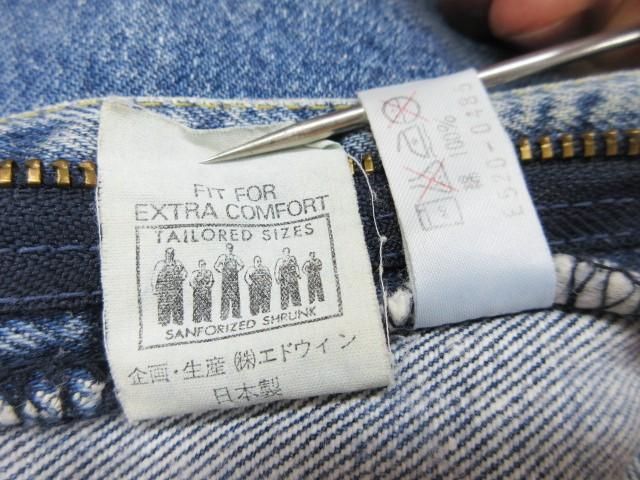 FIT FOR
EXTRA COMFORT
TAILORED SIZES
SANFORIZED SHRUNK
企画・生産 ㈱エドウィン
日本製
綿 100%
3520-0485